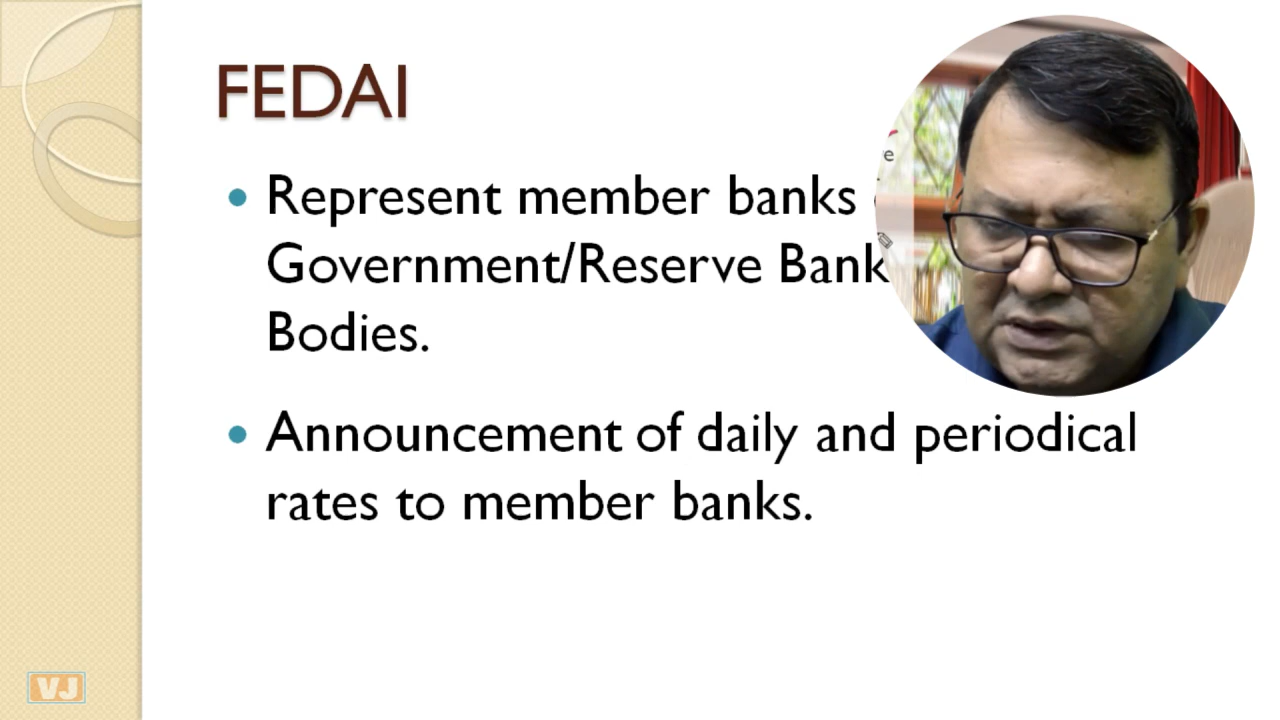 FEDAI
Represent member banks
Government/Reserve Bank
Bodies.
Announcement of daily and periodical
rates to member banks.
VJ